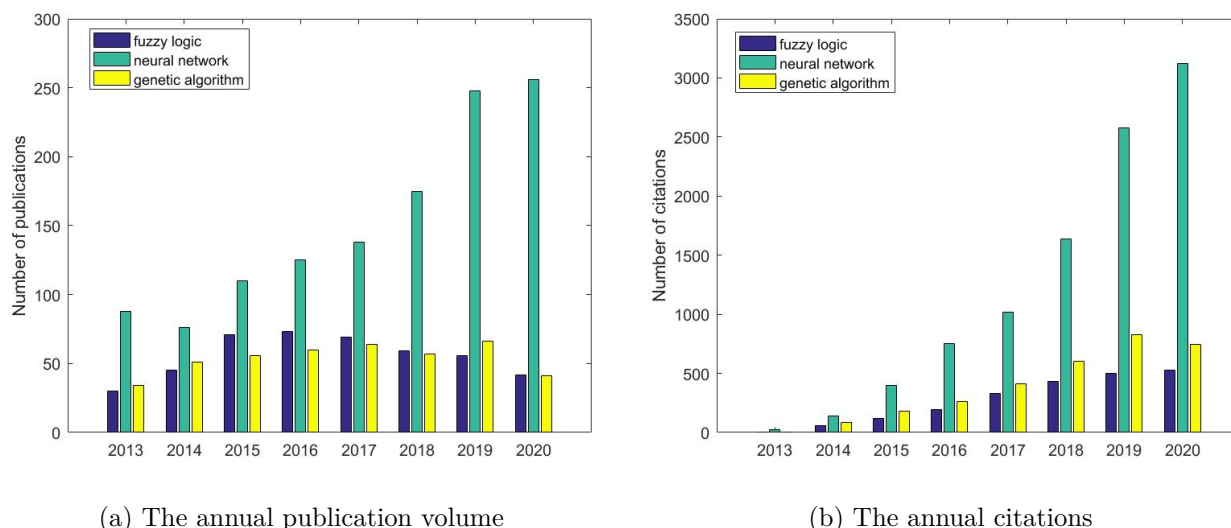 300
250
200
150
100
50
0
Number of publications
fuzzy logic
neural network
genetic algorithm
2013 2014 2015 2016 2017 2018 2019 2020
(a) The annual publication volume
3500
3000
2500
2000
1500
1000
500
0
Number of citations
fuzzy logic
neural network
genetic algorithm
2013 2014 2015 2016 2017 2018 2019 2020
(b) The annual citations